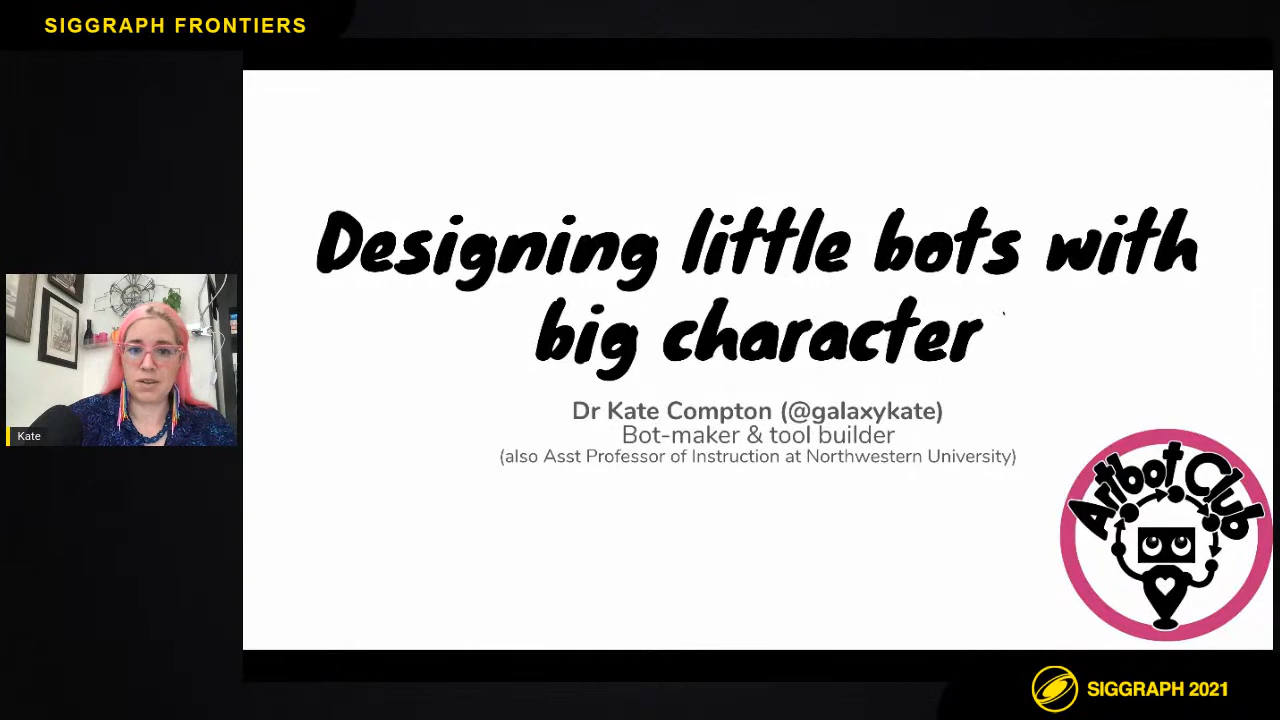 SIGGRAPH FRONTIERS
Designing little bots with
big character
Dr Kate Compton (@galaxykate)
Bot-maker & tool builder
(also Asst Professor of Instruction at Northwestern University)
Kate
Artbot Club
SIGGRAPH 2021